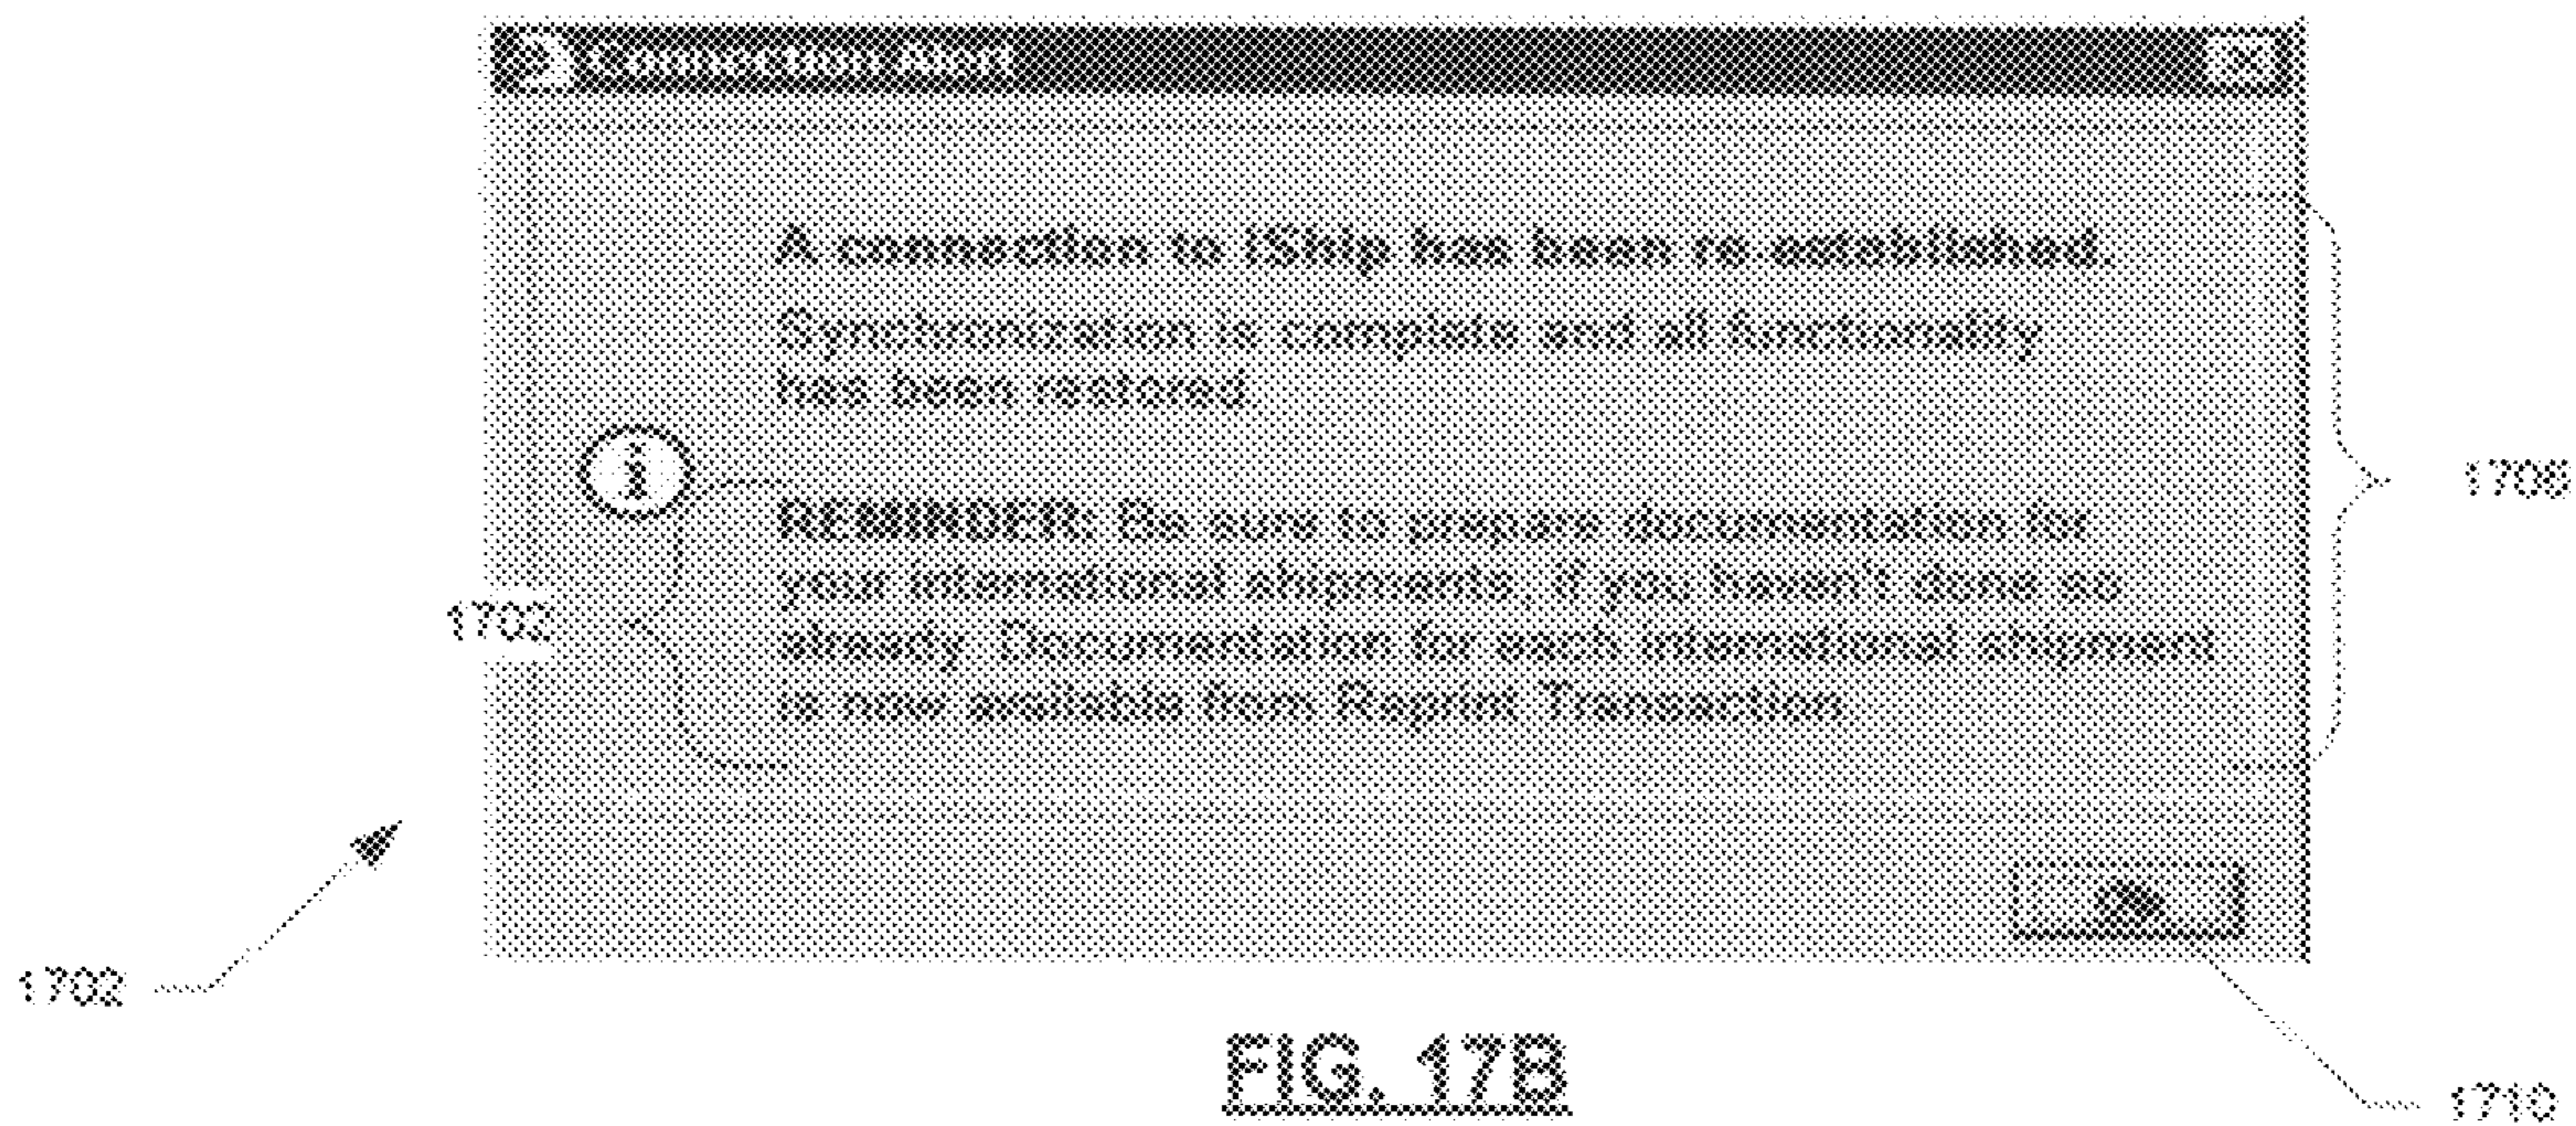 Connection Alert
A connection to iShip has been re-established.
Synchronization is complete and all functionality
has been restored.
i
REMINDER: Be sure to prepare documentation for
your international shipments, if you haven't done so
already. Documentation for each international shipment
is now available from Reprint Transaction.
1702
FIG. 17B
1710